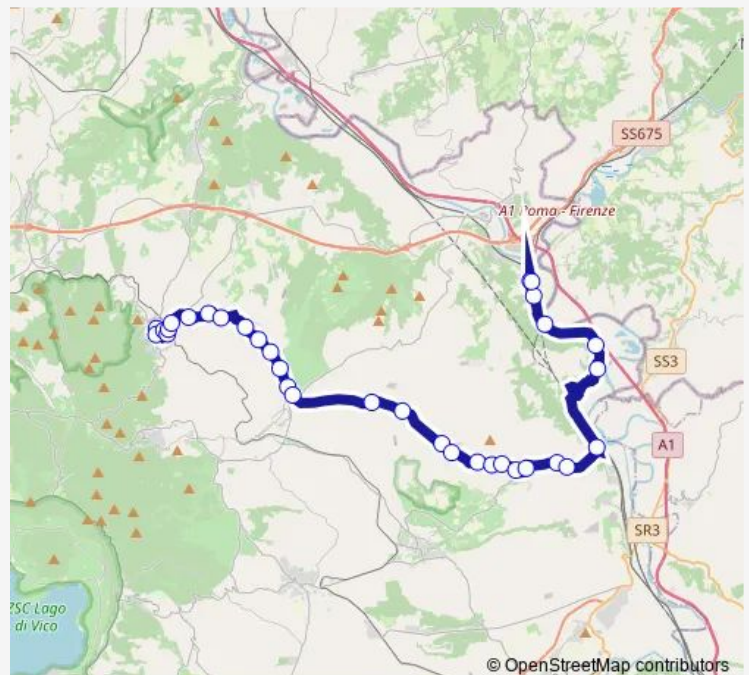 SS675
A1 Roma - Firenze
SS3
A1
SR3
ZSC Lago
di Vico
© OpenStreetMap contributors